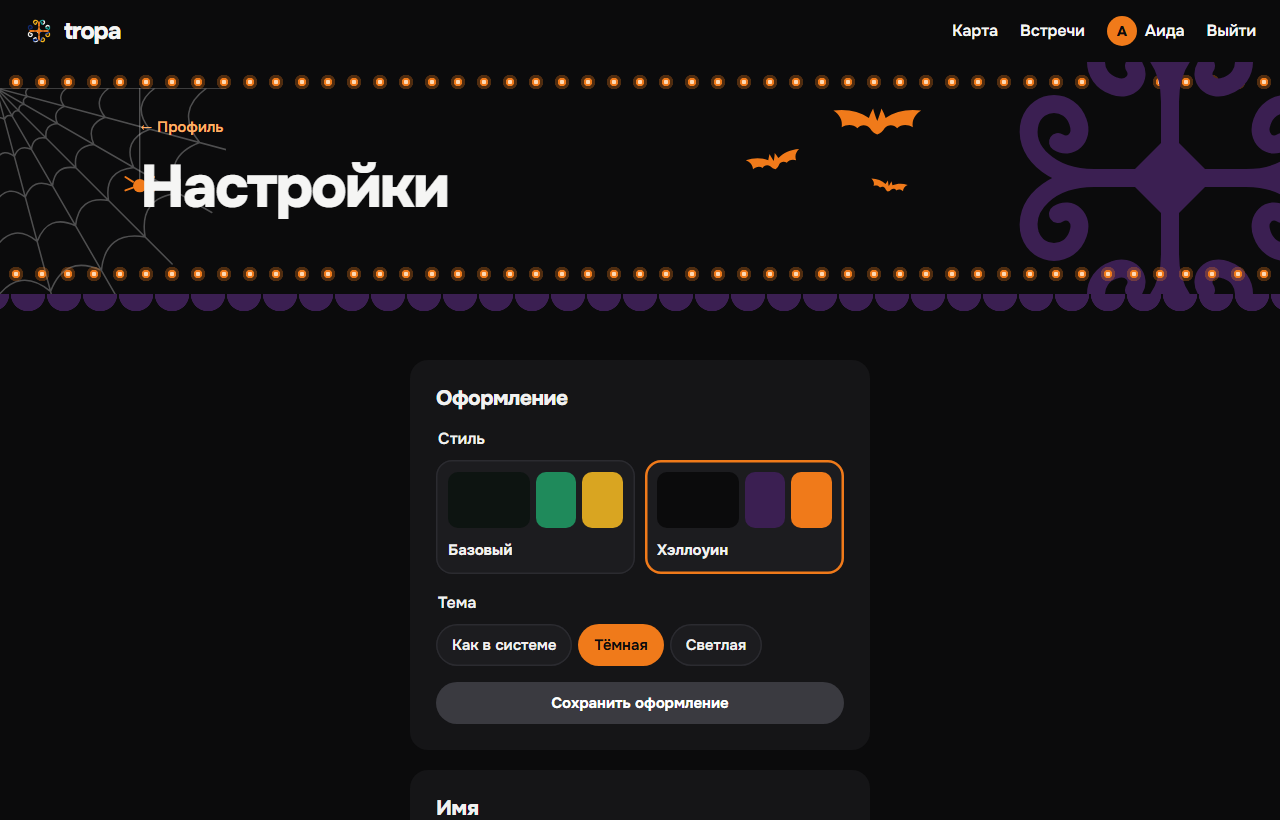 tropa
Карта Встречи А Аида Выйти
← Профиль
Настройки
Оформление
Стиль
Базовый Хэллоуин
Тема
Как в системе Тёмная Светлая
Сохранить оформление
Имя